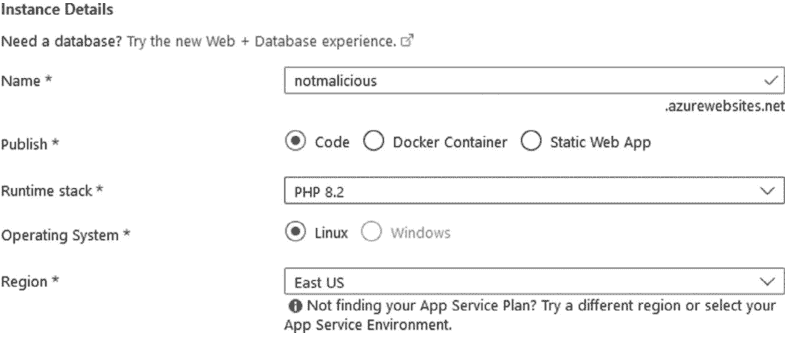 Instance Details
Need a database? Try the new Web + Database experience.
Name * notmalicious
.azurewebsites.net
Publish * Code Docker Container Static Web App
Runtime stack * PHP 8.2
Operating System * Linux Windows
Region * East US
Not finding your App Service Plan? Try a different region or select your
App Service Environment.